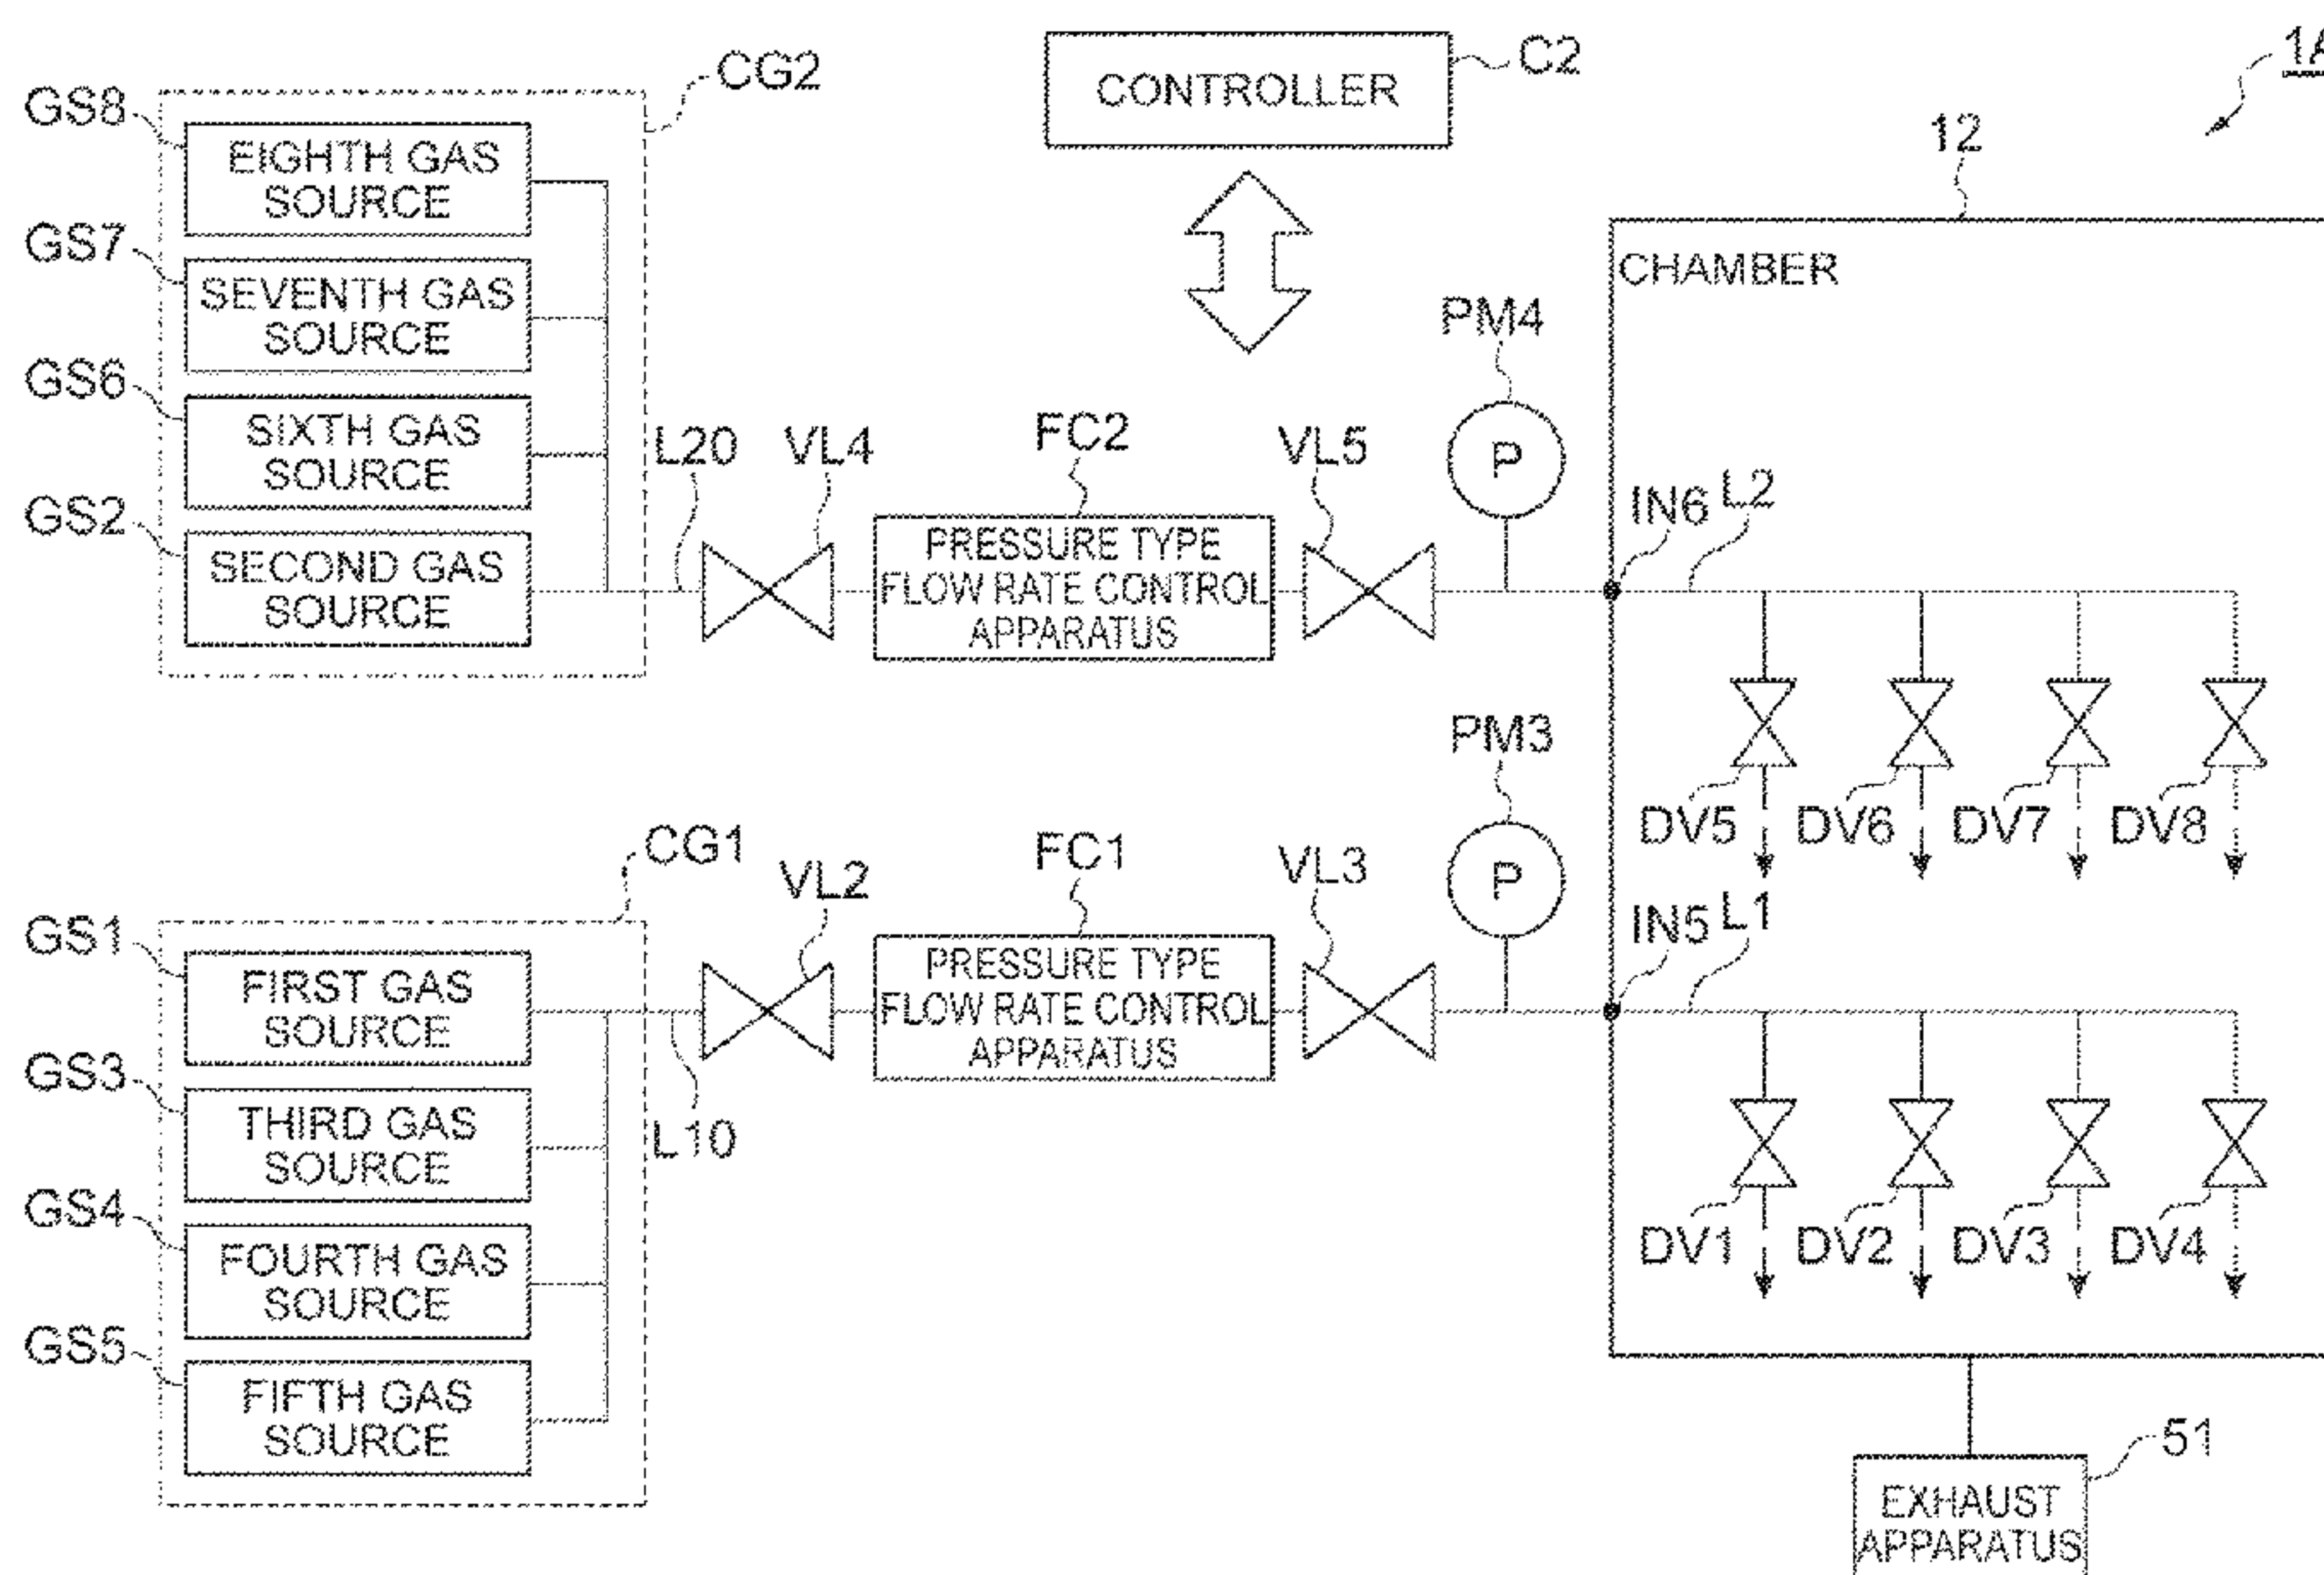 CONTROLLER
C2
1A
CG2
GS8
EIGHTH GAS
SOURCE
GS7
SEVENTH GAS
SOURCE
GS6
SIXTH GAS
SOURCE
GS2
SECOND GAS
SOURCE
L20
VL4
FC2
PRESSURE TYPE
FLOW RATE CONTROL
APPARATUS
VL5
PM4
P
12
CHAMBER
IN6
L2
DV5
DV6
DV7
DV8
CG1
GS1
FIRST GAS
SOURCE
GS3
THIRD GAS
SOURCE
GS4
FOURTH GAS
SOURCE
GS5
FIFTH GAS
SOURCE
L10
VL2
FC1
PRESSURE TYPE
FLOW RATE CONTROL
APPARATUS
VL3
PM3
P
IN5
L1
DV1
DV2
DV3
DV4
51
EXHAUST
APPARATUS